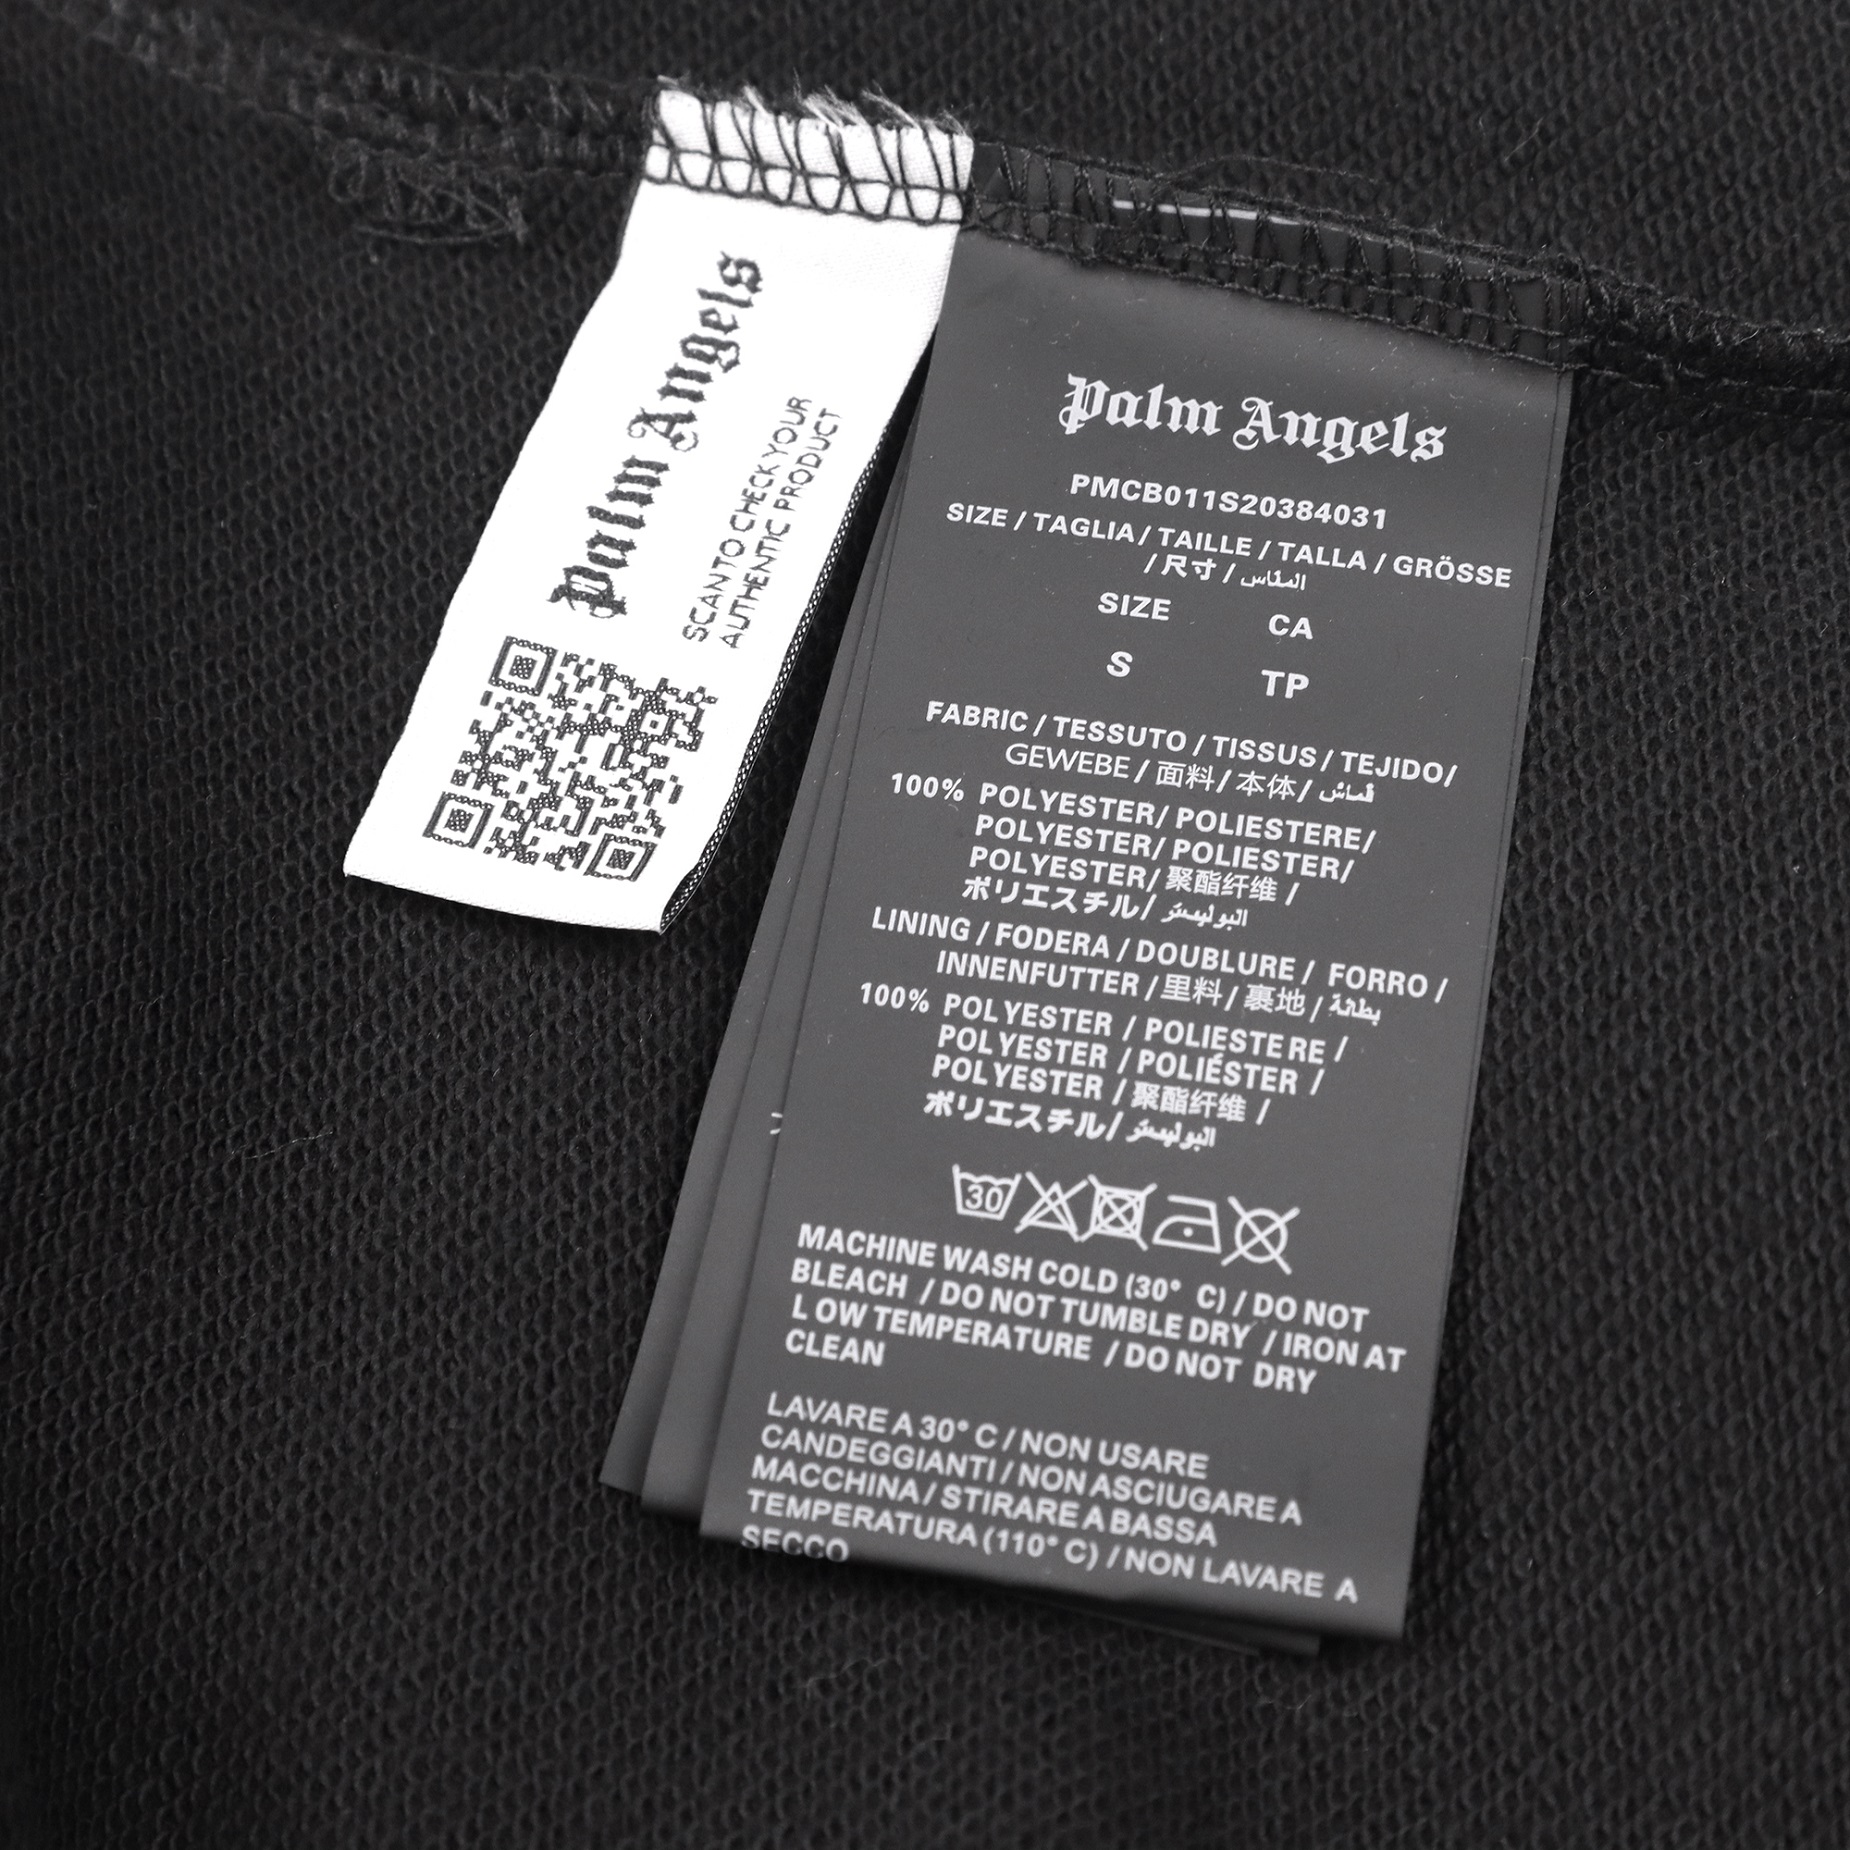 Palm Angels
SCAN TO CHECK YOUR
AUTHENTIC PRODUCT
Palm Angels
PMCB011S20384031
SIZE / TAGLIA / TAILLE / TALLA / GRÖSSE
/ 尺寸 / المقاس
SIZE CA
S TP
FABRIC / TESSUTO / TISSUS / TEJIDO/
GEWEBE / 面料 / 本体 / قماش
100% POLYESTER/ POLIESTERE/
POLYESTER/ POLIESTER/
POLYESTER/ 聚酯纤维 /
ポリエスチル/ البوليستر
LINING / FODERA / DOUBLURE / FORRO /
INNENFUTTER / 里料 / 裏地 / بطانة
100% POLYESTER / POLIESTERE /
POLYESTER / POLIÉSTER /
POLYESTER / 聚酯纤维 /
ポリエスチル/ البوليستر
30
MACHINE WASH COLD (30° C) / DO NOT
BLEACH / DO NOT TUMBLE DRY / IRON AT
LOW TEMPERATURE / DO NOT DRY
CLEAN
LAVARE A 30° C / NON USARE
CANDEGGIANTI / NON ASCIUGARE A
MACCHINA / STIRARE A BASSA
TEMPERATURA (110° C) / NON LAVARE A
SECCO